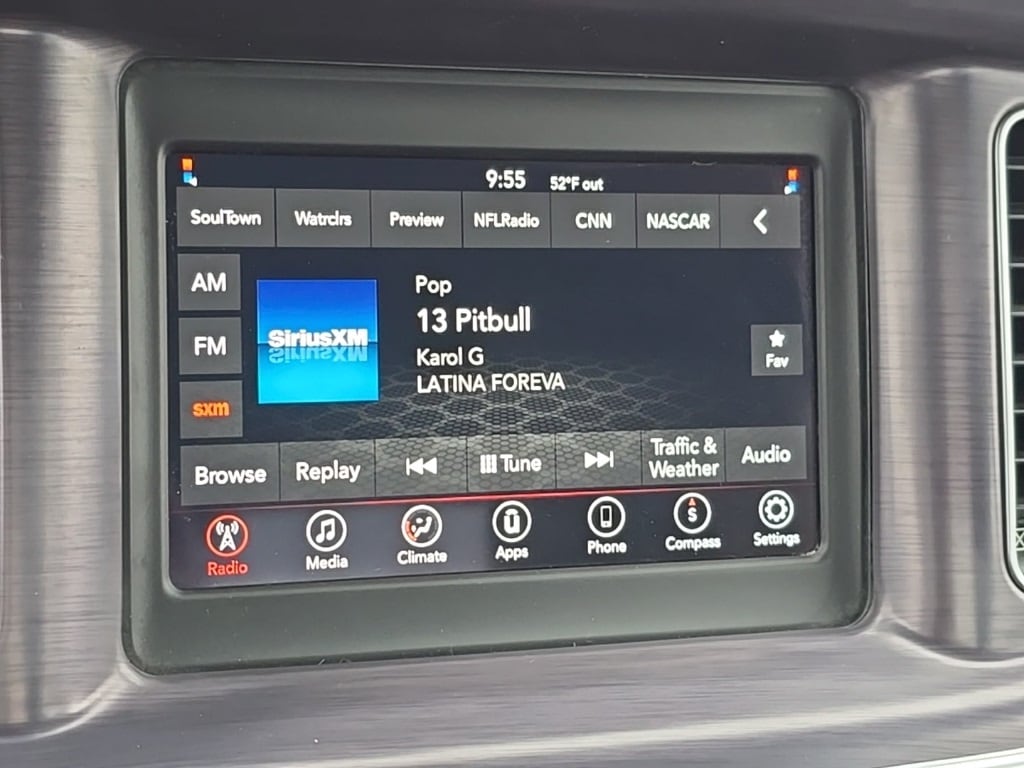 9:55 52°F out
SoulTown Watrclrs Preview NFLRadio CNN NASCAR
AM
FM
sxm
SiriusXM
Pop
13 Pitbull
Karol G
LATINA FOREVA
Fav
Browse Replay Tune Traffic &
Weather Audio
Radio Media Climate Apps Phone S Compass Settings